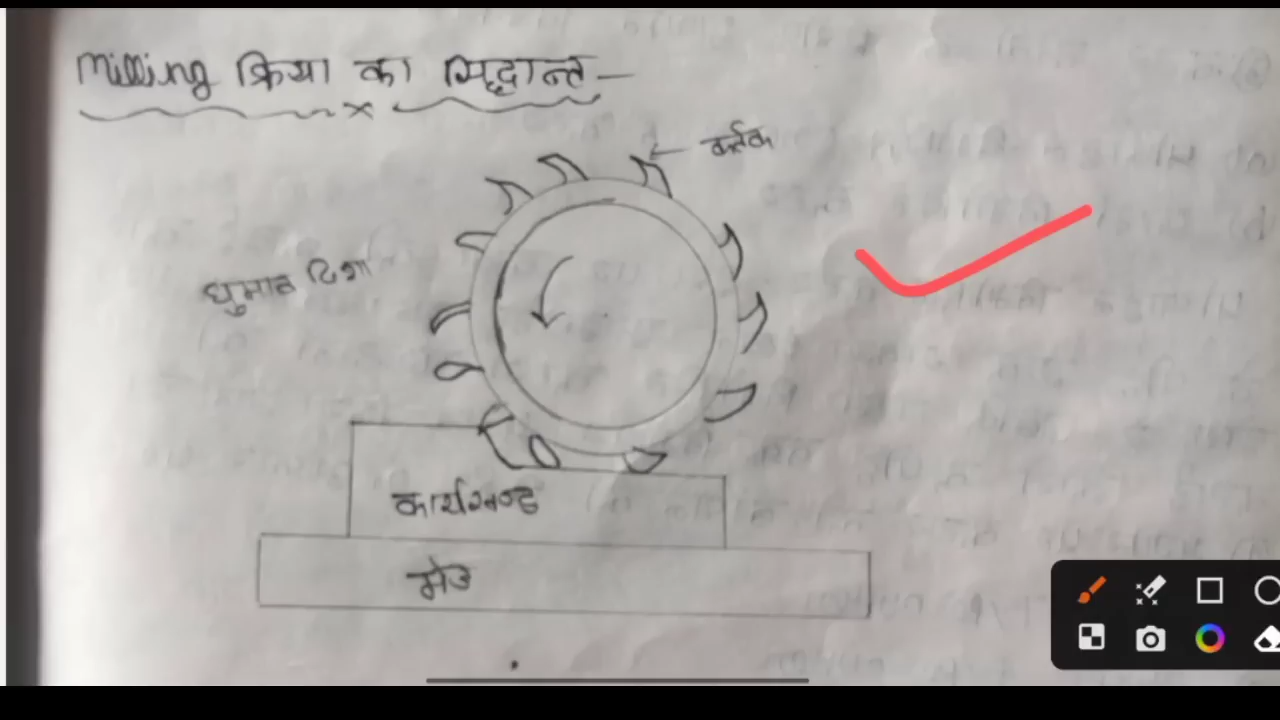 Milling क्रिया का सिद्धान्त –
कर्तक
घुमाव दिशा
कार्यखण्ड
मेज